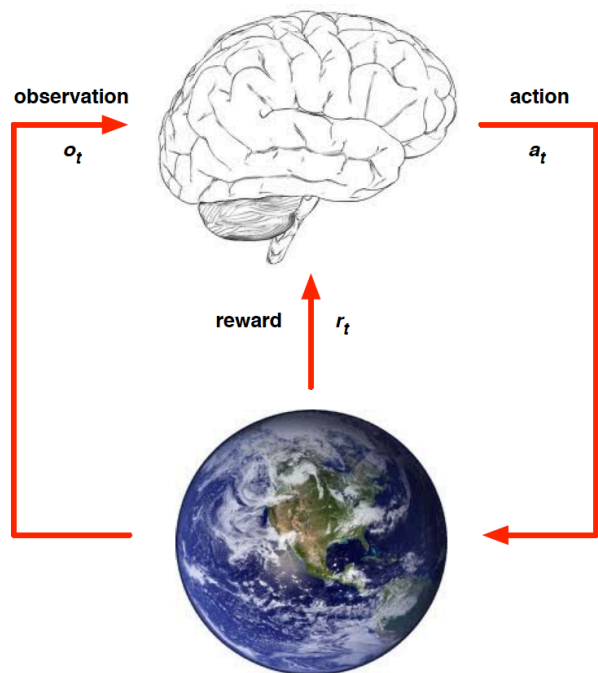 observation
o_t
action
a_t
reward r_t